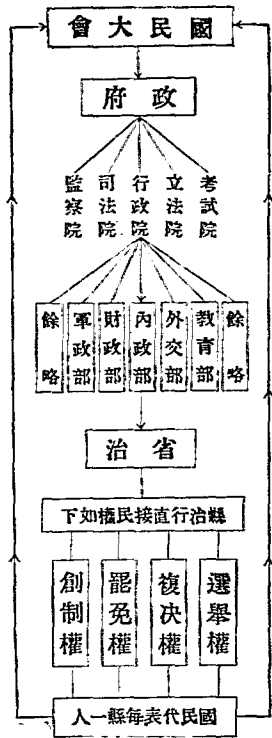 國民大會
政府
考試院
立法院
行政院
司法院
監察院
餘略
教育部
外交部
內政部
財政部
軍政部
餘略
省治
縣治行直接民權如下
選舉權
複決權
罷免權
創制權
國民代表每縣一人